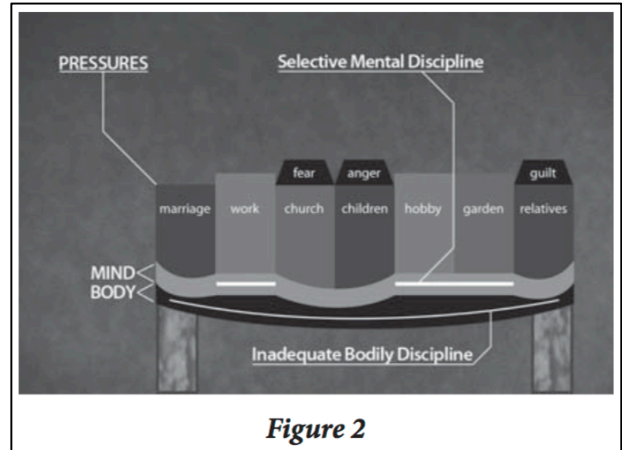 PRESSURES
Selective Mental Discipline
fear
anger
guilt
marriage
work
church
children
hobby
garden
relatives
MIND
BODY
Inadequate Bodily Discipline
Figure 2